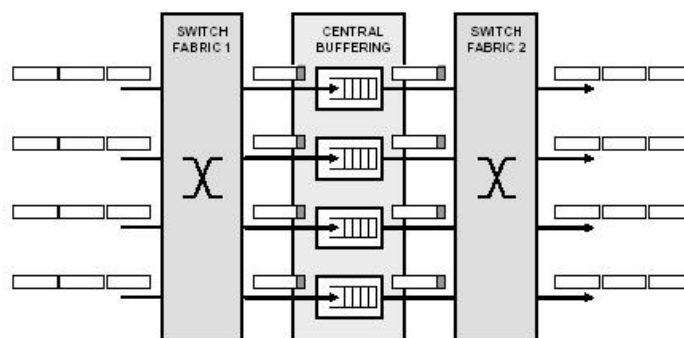 SWITCH
FABRIC 1
CENTRAL
BUFFERING
SWITCH
FABRIC 2